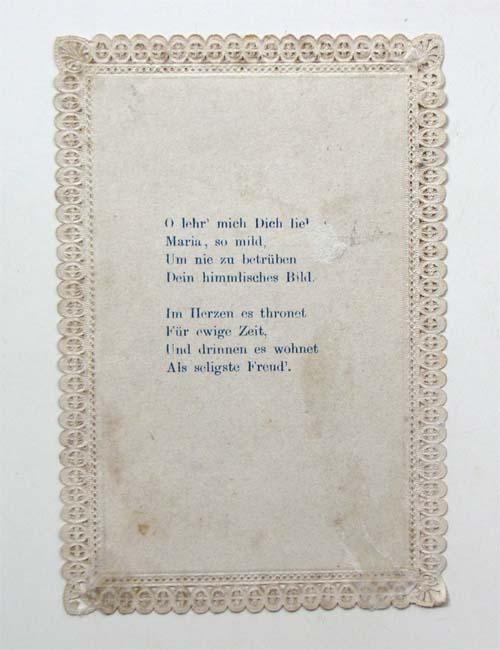 O lehr' mich Dich
Maria, so mild,
Um nie zu betrüben
Dein himmlisches Bild.
Im Herzen es thronet
Für ewige Zeit,
Und drinnen es wohnet
Als seligste Freud'.